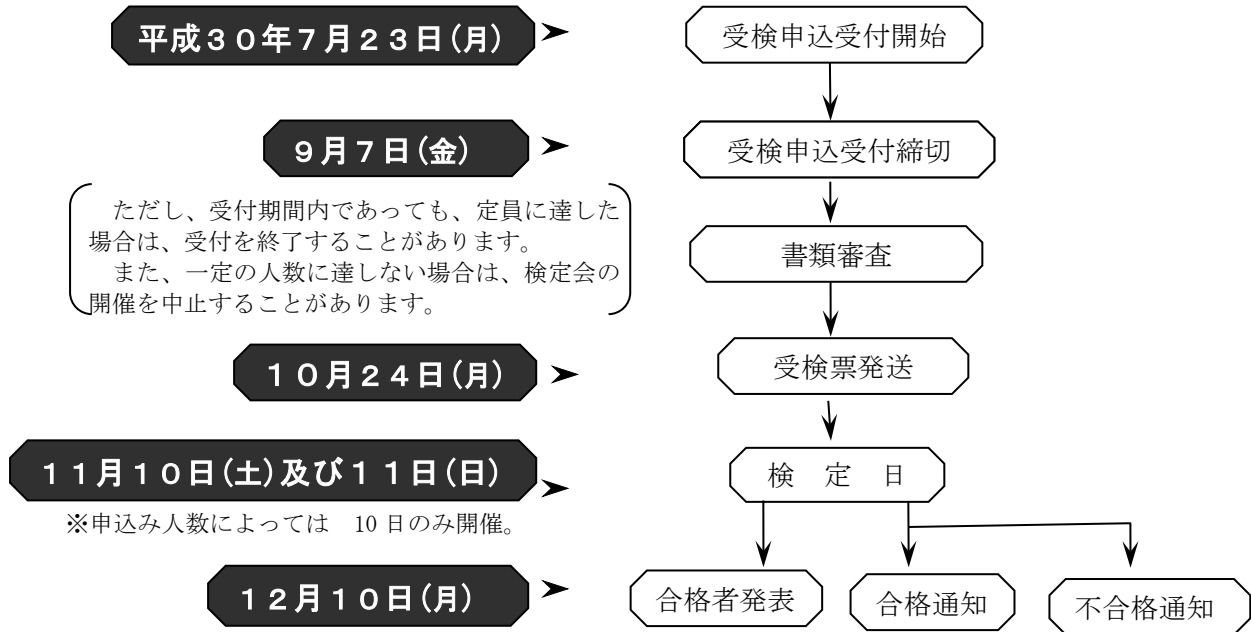 平成３０年７月２３日(月)
受検申込受付開始
９月７日(金)
受検申込受付締切
ただし、受付期間内であっても、定員に達した
場合は、受付を終了することがあります。
また、一定の人数に達しない場合は、検定会の
開催を中止することがあります。
書類審査
１０月２４日(月)
受検票発送
１１月１０日(土)及び１１日(日)
検　定　日
※申込み人数によっては　10日のみ開催。
１２月１０日(月)
合格者発表
合格通知
不合格通知